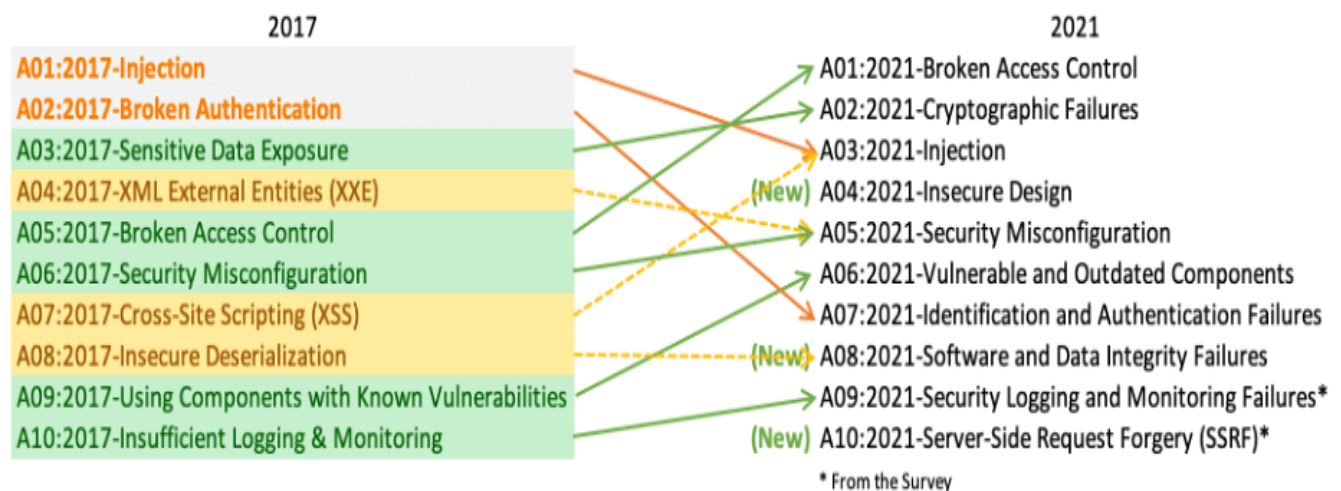 2017
2021
A01:2017-Injection
A02:2017-Broken Authentication
A03:2017-Sensitive Data Exposure
A04:2017-XML External Entities (XXE)
A05:2017-Broken Access Control
A06:2017-Security Misconfiguration
A07:2017-Cross-Site Scripting (XSS)
A08:2017-Insecure Deserialization
A09:2017-Using Components with Known Vulnerabilities
A10:2017-Insufficient Logging & Monitoring
A01:2021-Broken Access Control
A02:2021-Cryptographic Failures
A03:2021-Injection
(New) A04:2021-Insecure Design
A05:2021-Security Misconfiguration
A06:2021-Vulnerable and Outdated Components
A07:2021-Identification and Authentication Failures
(New) A08:2021-Software and Data Integrity Failures
A09:2021-Security Logging and Monitoring Failures*
(New) A10:2021-Server-Side Request Forgery (SSRF)*
* From the Survey